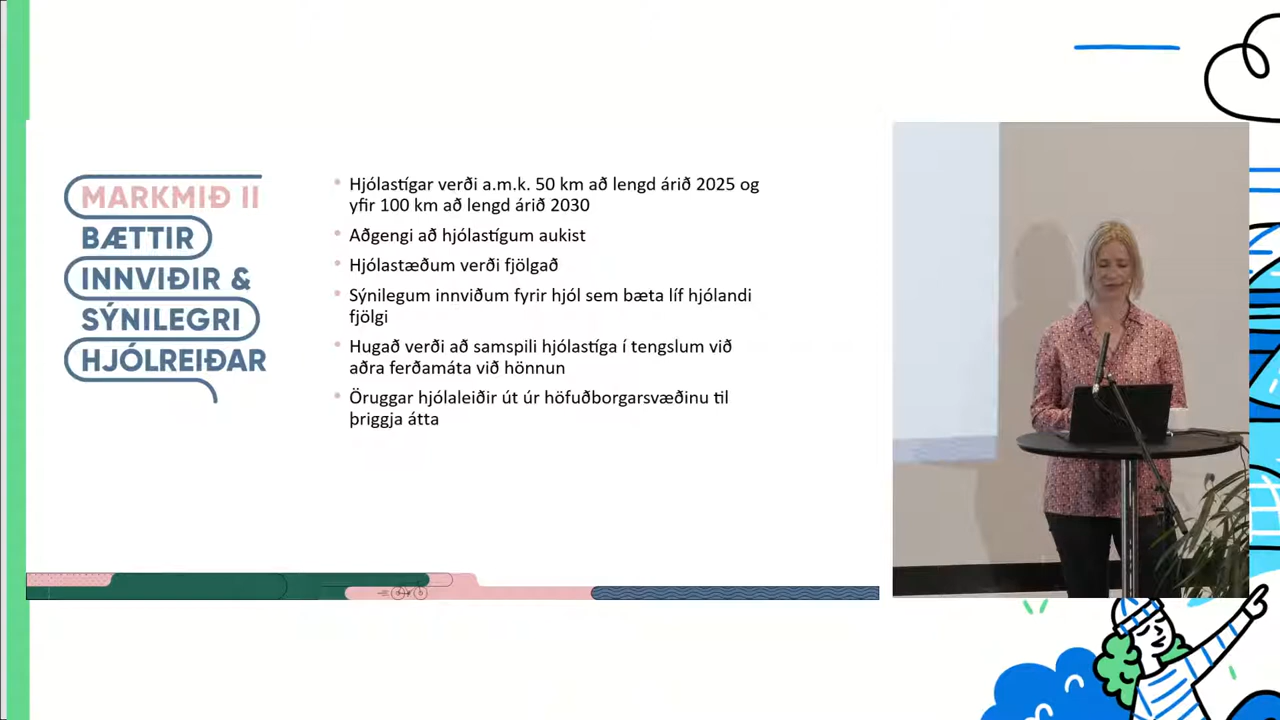 MARKMIÐ II
BÆTTIR
INNVIÐIR &
SÝNILEGRI
HJÓLREIÐAR
Hjólastígar verði a.m.k. 50 km að lengd árið 2025 og
yfir 100 km að lengd árið 2030
Aðgengi að hjólastígum aukist
Hjólastæðum verði fjölgað
Sýnilegum innviðum fyrir hjól sem bæta líf hjólandi
fjölgi
Hugað verði að samspili hjólastíga í tengslum við
aðra ferðamáta við hönnun
Öruggar hjólaleiðir út úr höfuðborgarsvæðinu til
þriggja átta